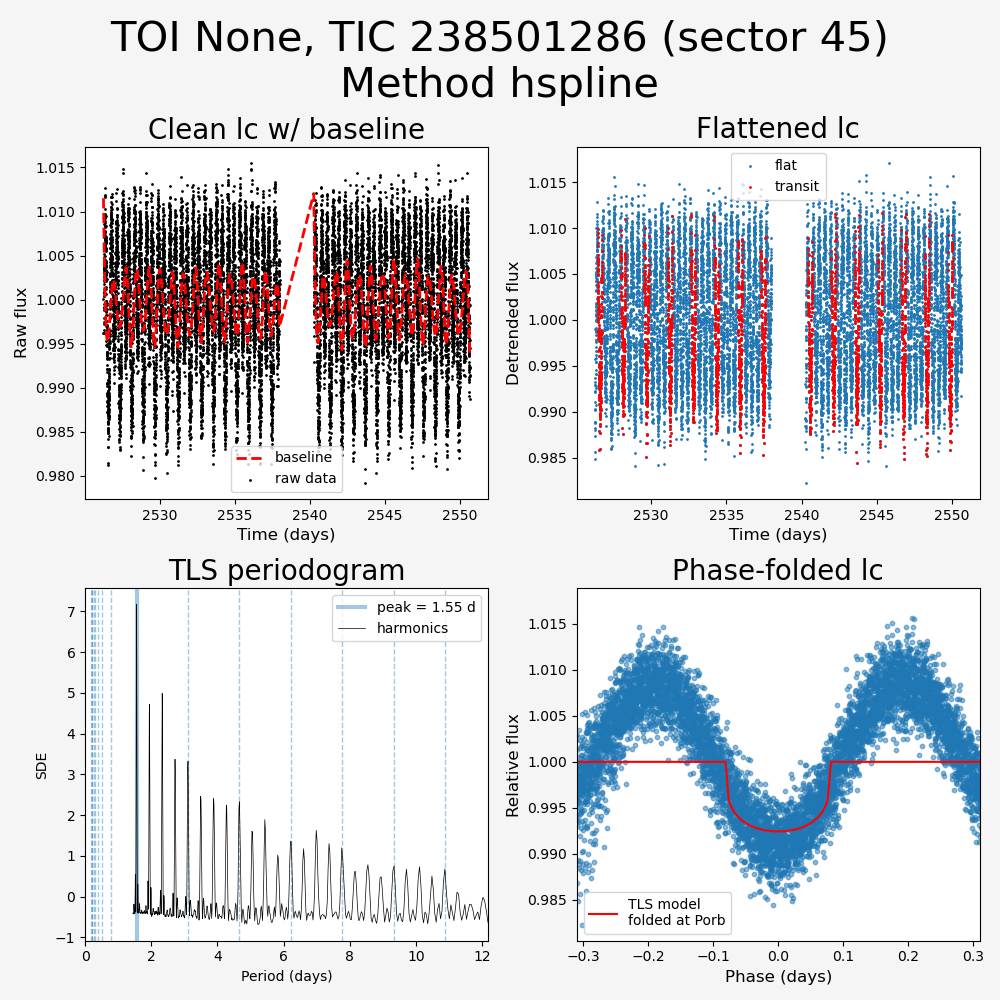 TOI None, TIC 238501286 (sector 45)
Method hspline
Clean lc w/ baseline
Raw flux
1.015
1.010
1.005
1.000
0.995
0.990
0.985
0.980
baseline
raw data
2530
2535
2540
2545
2550
Time (days)
Flattened lc
Detrended flux
1.015
1.010
1.005
1.000
0.995
0.990
0.985
flat
transit
2530
2535
2540
2545
2550
Time (days)
TLS periodogram
SDE
7
6
5
4
3
2
1
0
−1
peak = 1.55 d
harmonics
0
2
4
6
8
10
12
Period (days)
Phase-folded lc
Relative flux
1.015
1.010
1.005
1.000
0.995
0.990
0.985
TLS model
folded at Porb
−0.3
−0.2
−0.1
0.0
0.1
0.2
0.3
Phase (days)